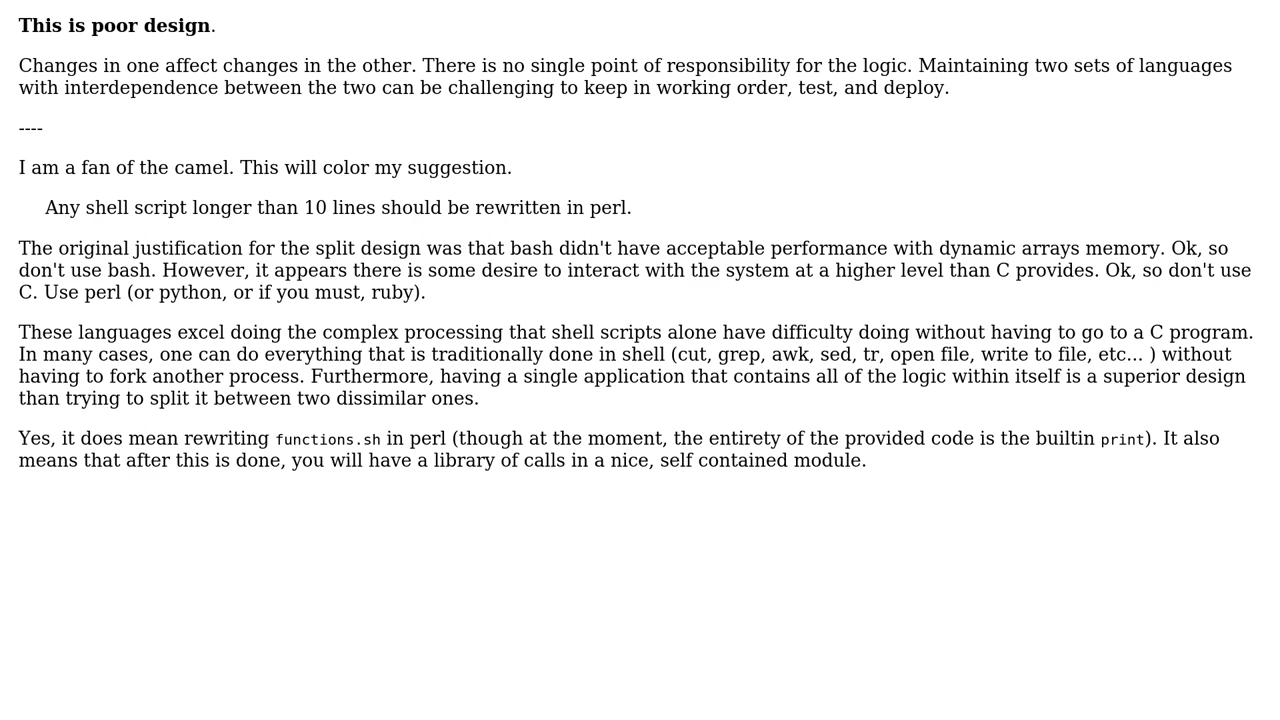 This is poor design.
Changes in one affect changes in the other. There is no single point of responsibility for the logic. Maintaining two sets of languages
with interdependence between the two can be challenging to keep in working order, test, and deploy.
----
I am a fan of the camel. This will color my suggestion.
Any shell script longer than 10 lines should be rewritten in perl.
The original justification for the split design was that bash didn't have acceptable performance with dynamic arrays memory. Ok, so
don't use bash. However, it appears there is some desire to interact with the system at a higher level than C provides. Ok, so don't use
C. Use perl (or python, or if you must, ruby).
These languages excel doing the complex processing that shell scripts alone have difficulty doing without having to go to a C program.
In many cases, one can do everything that is traditionally done in shell (cut, grep, awk, sed, tr, open file, write to file, etc... ) without
having to fork another process. Furthermore, having a single application that contains all of the logic within itself is a superior design
than trying to split it between two dissimilar ones.
Yes, it does mean rewriting functions.sh in perl (though at the moment, the entirety of the provided code is the builtin print). It also
means that after this is done, you will have a library of calls in a nice, self contained module.